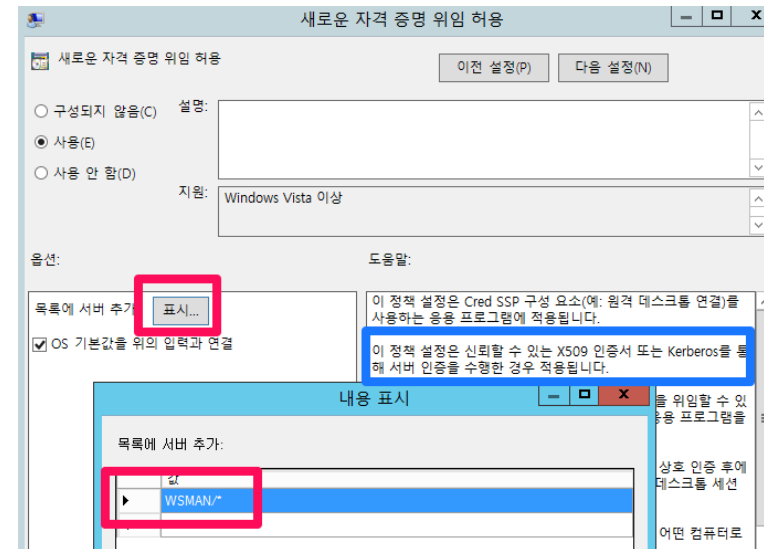 새로운 자격 증명 위임 허용
새로운 자격 증명 위임 허용
이전 설정(P)
다음 설정(N)
구성되지 않음(C)
설명:
사용(E)
사용 안 함(D)
지원:
Windows Vista 이상
옵션:
도움말:
목록에 서버 추가
표시...
OS 기본값을 위의 입력과 연결
이 정책 설정은 Cred SSP 구성 요소(예: 원격 데스크톱 연결)를
사용하는 응용 프로그램에 적용됩니다.
이 정책 설정은 신뢰할 수 있는 X509 인증서 또는 Kerberos를 통
해 서버 인증을 수행한 경우 적용됩니다.
을 위임할 수 있
응용 프로그램을
상호 인증 후에
데스크톱 세션
어떤 컴퓨터로
내용 표시
목록에 서버 추가:
값
WSMAN/*